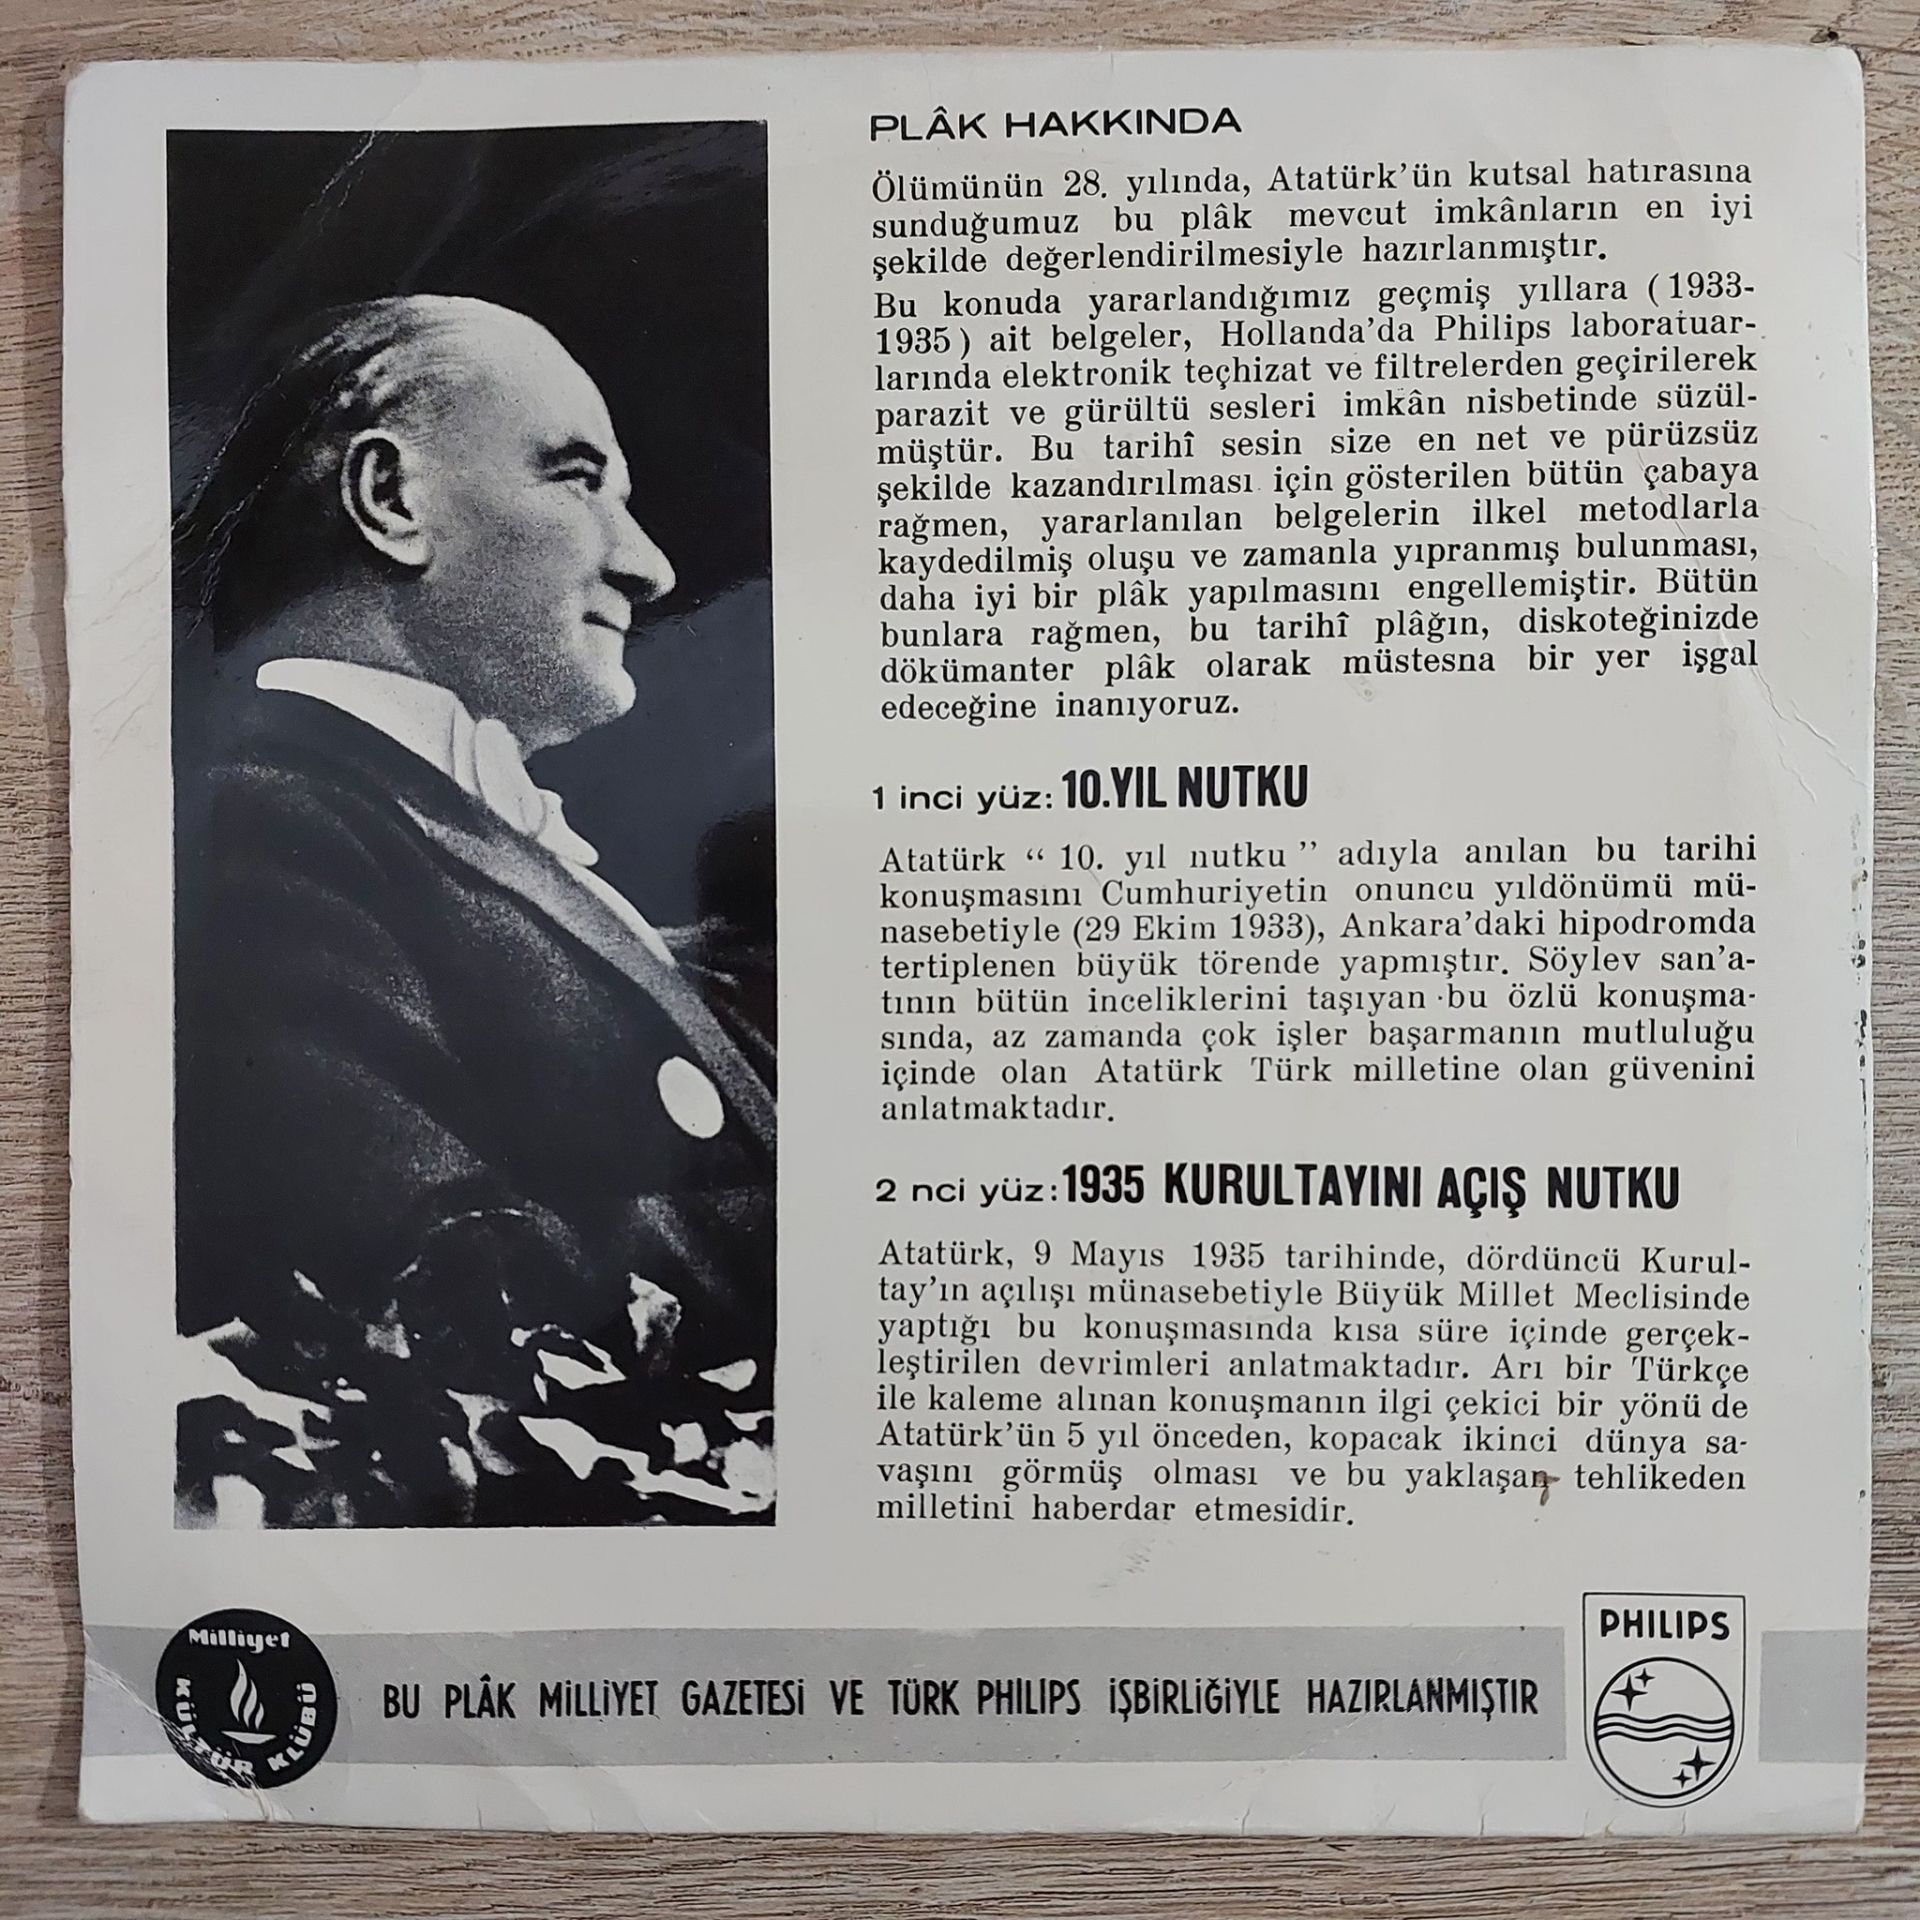 PLÂK HAKKINDA
Ölümünün 28. yılında, Atatürk'ün kutsal hatırasına
sunduğumuz bu plâk mevcut imkânların en iyi
şekilde değerlendirilmesiyle hazırlanmıştır.
Bu konuda yararlandığımız geçmiş yıllara (1933-
1935) ait belgeler, Hollanda'da Philips laboratuar-
larında elektronik teçhizat ve filtrelerden geçirilerek
parazit ve gürültü sesleri imkân nisbetinde süzül-
müştür. Bu tarihî sesin size en net ve pürüzsüz
şekilde kazandırılması için gösterilen bütün çabaya
rağmen, yararlanılan belgelerin ilkel metodlarla
kaydedilmiş oluşu ve zamanla yıpranmış bulunması,
daha iyi bir plâk yapılmasını engellemiştir. Bütün
bunlara rağmen, bu tarihî plâğın, diskoteğinizde
dökümanter plâk olarak müstesna bir yer işgal
edeceğine inanıyoruz.
1 inci yüz: 10.YIL NUTKU
Atatürk “ 10. yıl nutku ” adıyla anılan bu tarihi
konuşmasını Cumhuriyetin onuncu yıldönümü mü-
nasebetiyle (29 Ekim 1933), Ankara'daki hipodromda
tertiplenen büyük törende yapmıştır. Söylev san'a-
tının bütün inceliklerini taşıyan bu özlü konuşma-
sında, az zamanda çok işler başarmanın mutluluğu
içinde olan Atatürk Türk milletine olan güvenini
anlatmaktadır.
2 nci yüz: 1935 KURULTAYINI AÇIŞ NUTKU
Atatürk, 9 Mayıs 1935 tarihinde, dördüncü Kurul-
tay'ın açılışı münasebetiyle Büyük Millet Meclisinde
yaptığı bu konuşmasında kısa süre içinde gerçek-
leştirilen devrimleri anlatmaktadır. Arı bir Türkçe
ile kaleme alınan konuşmanın ilgi çekici bir yönü de
Atatürk'ün 5 yıl önceden, kopacak ikinci dünya sa-
vaşını görmüş olması ve bu yaklaşan tehlikeden
milletini haberdar etmesidir.
Milliyet
KÜLTÜR KLÜBÜ
BU PLÂK MİLLİYET GAZETESİ VE TÜRK PHILIPS İŞBİRLİĞİYLE HAZIRLANMIŞTIR
PHILIPS